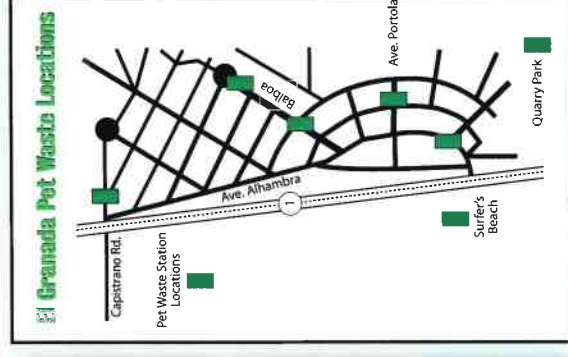 Granada Pet Waste Locations
Capistrano Rd.
Pet Waste Station
Locations
Ave. Alhambra
1
Balboa
Ave. Portola
Surfer's
Beach
Quarry Park